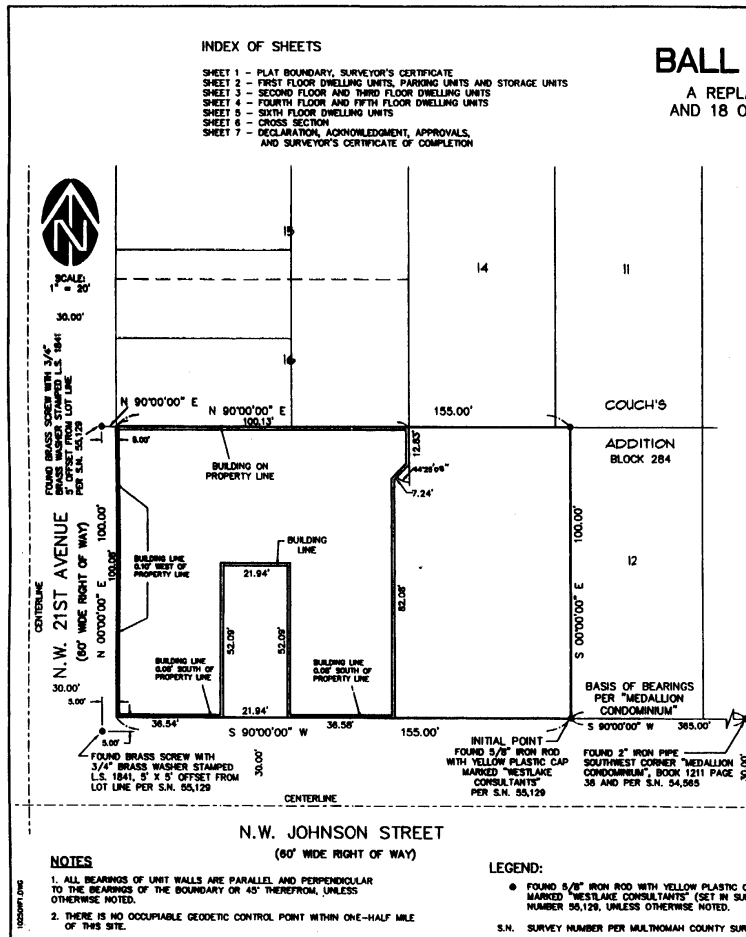 INDEX OF SHEETS
SHEET 1 - PLAT BOUNDARY, SURVEYOR'S CERTIFICATE
SHEET 2 - FIRST FLOOR DWELLING UNITS, PARKING UNITS AND STORAGE UNITS
SHEET 3 - SECOND FLOOR AND THIRD FLOOR DWELLING UNITS
SHEET 4 - FOURTH FLOOR AND FIFTH FLOOR DWELLING UNITS
SHEET 5 - SIXTH FLOOR DWELLING UNITS
SHEET 6 - CROSS SECTION
SHEET 7 - DECLARATION, ACKNOWLEDGMENT, APPROVALS,
AND SURVEYOR'S CERTIFICATE OF COMPLETION
BALL
A REPLA
AND 18 O
N
SCALE:
1" = 20'
30.00'
15
14
11
16
FOUND BRASS SCREW WITH 3/4"
BRASS WASHER STAMPED L.S. 1841
5' OFFSET FROM LOT LINE
PER S.N. 55,129
N 90°00'00" E
N 90°00'00" E
100.13'
155.00'
5.00'
COUCH'S
ADDITION
BLOCK 284
BUILDING ON
PROPERTY LINE
12.83'
7.24'
BUILDING
LINE
21.94'
BUILDING LINE
0.10' WEST OF
PROPERTY LINE
CENTERLINE
N.W. 21ST AVENUE
(60' WIDE RIGHT OF WAY)
N 00°00'00" E 100.00'
100.08'
52.09'
52.09'
82.08'
S 00°00'00" E 100.00'
12
BUILDING LINE
0.08' SOUTH OF
PROPERTY LINE
BUILDING LINE
0.08' SOUTH OF
PROPERTY LINE
30.00'
5.00'
5.00'
36.54'
21.94'
36.58'
S 90°00'00" W
155.00'
30.00'
BASIS OF BEARINGS
PER "MEDALLION
CONDOMINIUM"
S 90°00'00" W 365.00'
30.00'
FOUND BRASS SCREW WITH
3/4" BRASS WASHER STAMPED
L.S. 1841, 5' X 5' OFFSET FROM
LOT LINE PER S.N. 55,129
INITIAL POINT
FOUND 5/8" IRON ROD
WITH YELLOW PLASTIC CAP
MARKED "WESTLAKE
CONSULTANTS"
PER S.N. 55,129
FOUND 2" IRON PIPE
SOUTHWEST CORNER "MEDALLION
CONDOMINIUM", BOOK 1211 PAGE
38 AND PER S.N. 54,565
CENTERLINE
N.W. JOHNSON STREET
(60' WIDE RIGHT OF WAY)
NOTES
1. ALL BEARINGS OF UNIT WALLS ARE PARALLEL AND PERPENDICULAR
TO THE BEARINGS OF THE BOUNDARY OR 45° THEREFROM, UNLESS
OTHERWISE NOTED.
2. THERE IS NO OCCUPIABLE GEODETIC CONTROL POINT WITHIN ONE-HALF MILE
OF THIS SITE.
LEGEND:
FOUND 5/8" IRON ROD WITH YELLOW PLASTIC C
MARKED "WESTLAKE CONSULTANTS" (SET IN SU
NUMBER 55,129, UNLESS OTHERWISE NOTED.
S.N. SURVEY NUMBER PER MULTNOMAH COUNTY SUR